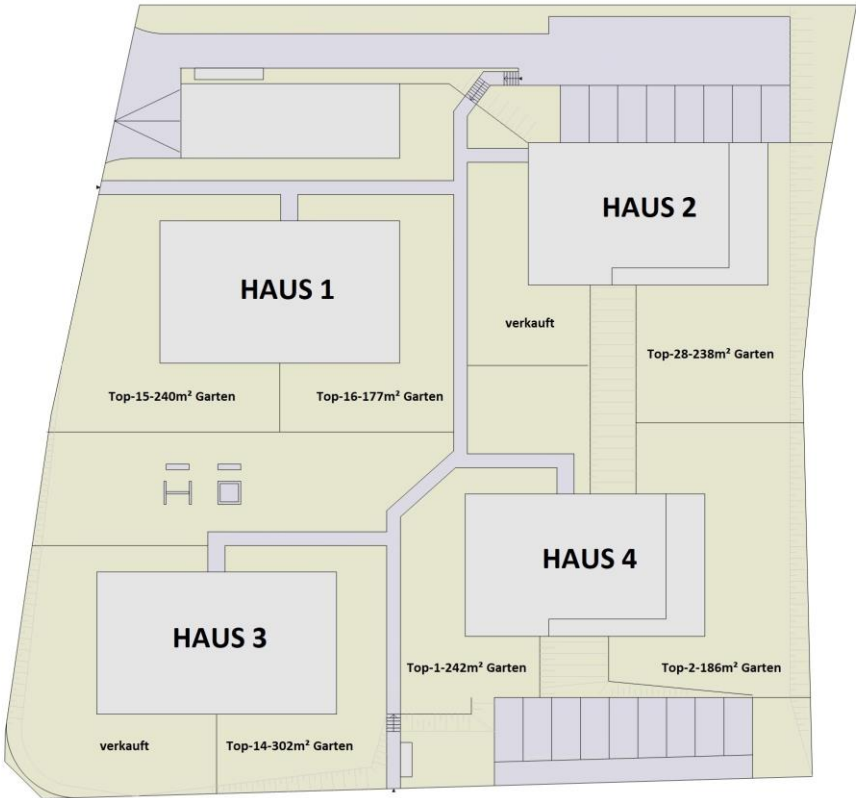 HAUS 2
HAUS 1
verkauft
Top-28-238m² Garten
Top-15-240m² Garten
Top-16-177m² Garten
HAUS 4
HAUS 3
Top-1-242m² Garten
Top-2-186m² Garten
verkauft
Top-14-302m² Garten